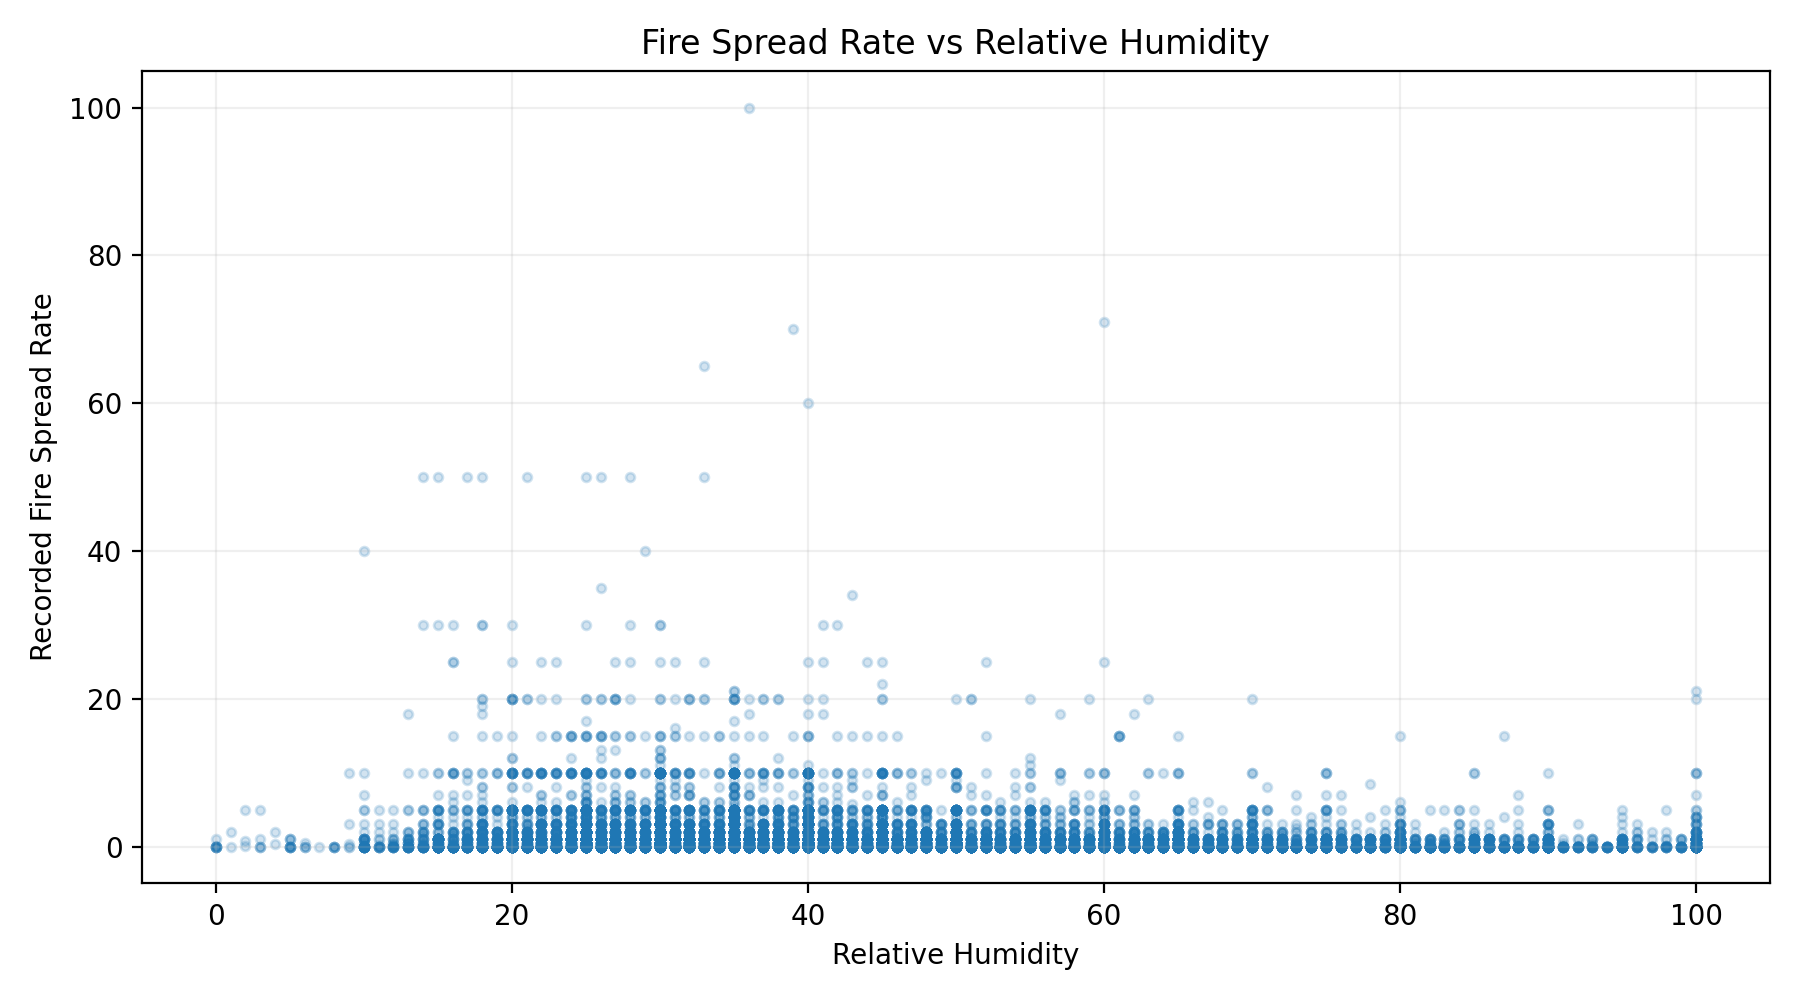 Fire Spread Rate vs Relative Humidity
100
80
60
40
20
0
Recorded Fire Spread Rate
0 20 40 60 80 100
Relative Humidity